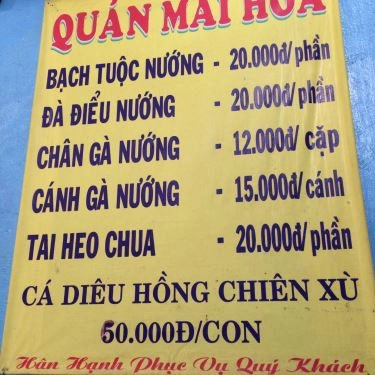 QUÁN MAI HOA
BẠCH TUỘC NƯỚNG - 20.000đ/phần
ĐÀ ĐIỂU NƯỚNG - 20.000đ/phần
CHÂN GÀ NƯỚNG - 12.000đ/ cặp
CÁNH GÀ NƯỚNG - 15.000đ/cánh
TAI HEO CHUA - 20.000đ/phần
CÁ DIÊU HỒNG CHIÊN XÙ
60.000Đ/CON
Hân Hạnh Phục Vụ Quý Khách